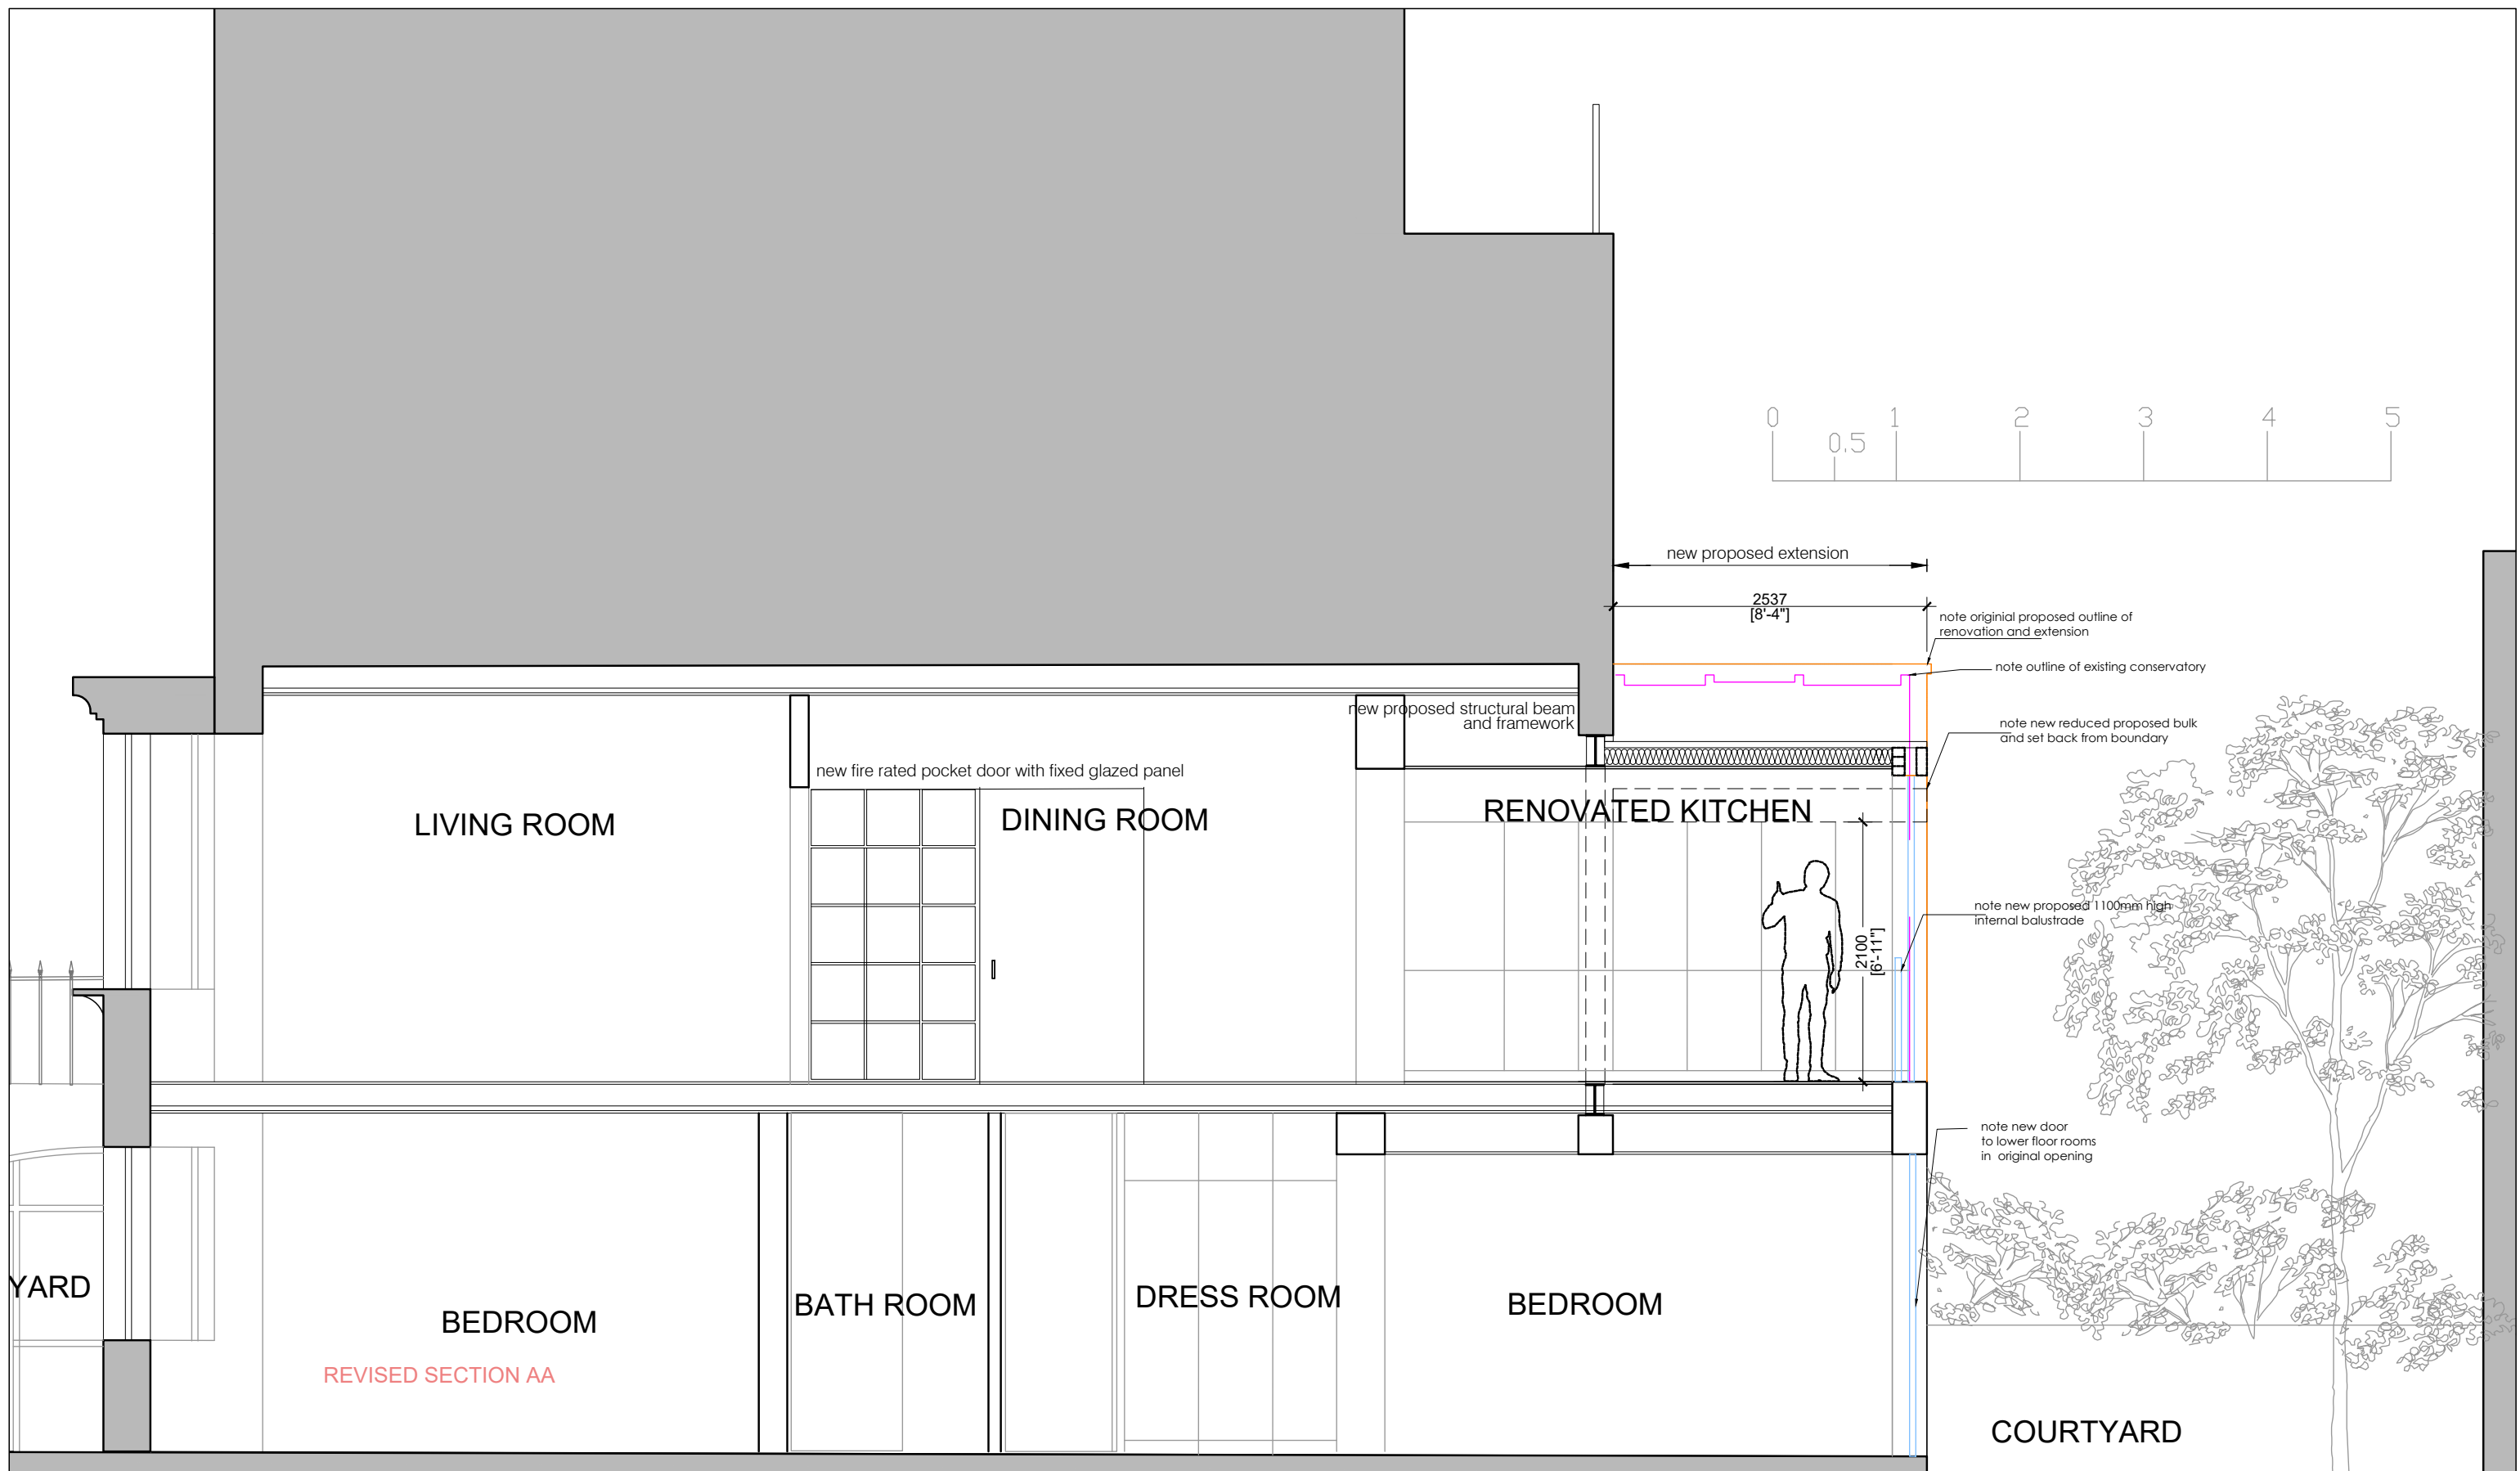 0
1
2
3
4
5
0.5
new proposed extension
2537
[8'-4"]
note originial proposed outline of
renovation and extension
note outline of existing conservatory
new proposed structural beam
and framework
note new reduced proposed bulk
and set back from boundary
new fire rated pocket door with fixed glazed panel
LIVING ROOM
DINING ROOM
RENOVATED KITCHEN
note new proposed 1100mm high
internal balustrade
2100
[6'-11"]
note new door
to lower floor rooms
in original opening
YARD
BEDROOM
BATH ROOM
DRESS ROOM
BEDROOM
REVISED SECTION AA
COURTYARD